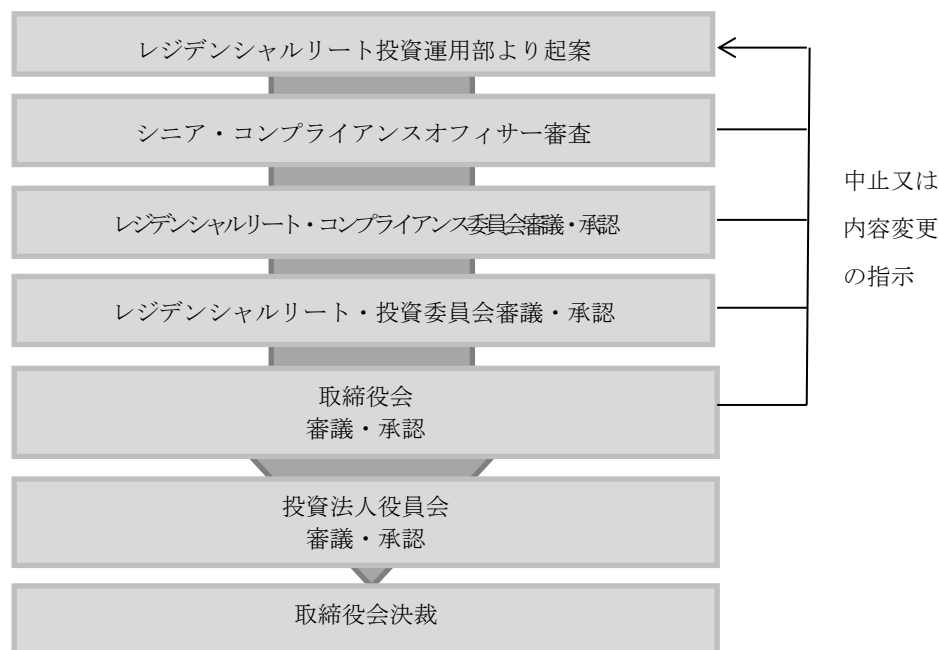 レジデンシャルリート投資運用部より起案
シニア・コンプライアンスオフィサー審査
レジデンシャルリート・コンプライアンス委員会審議・承認
レジデンシャルリート・投資委員会審議・承認
取締役会
審議・承認
投資法人役員会
審議・承認
取締役会決裁
中止又は
内容変更
の指示